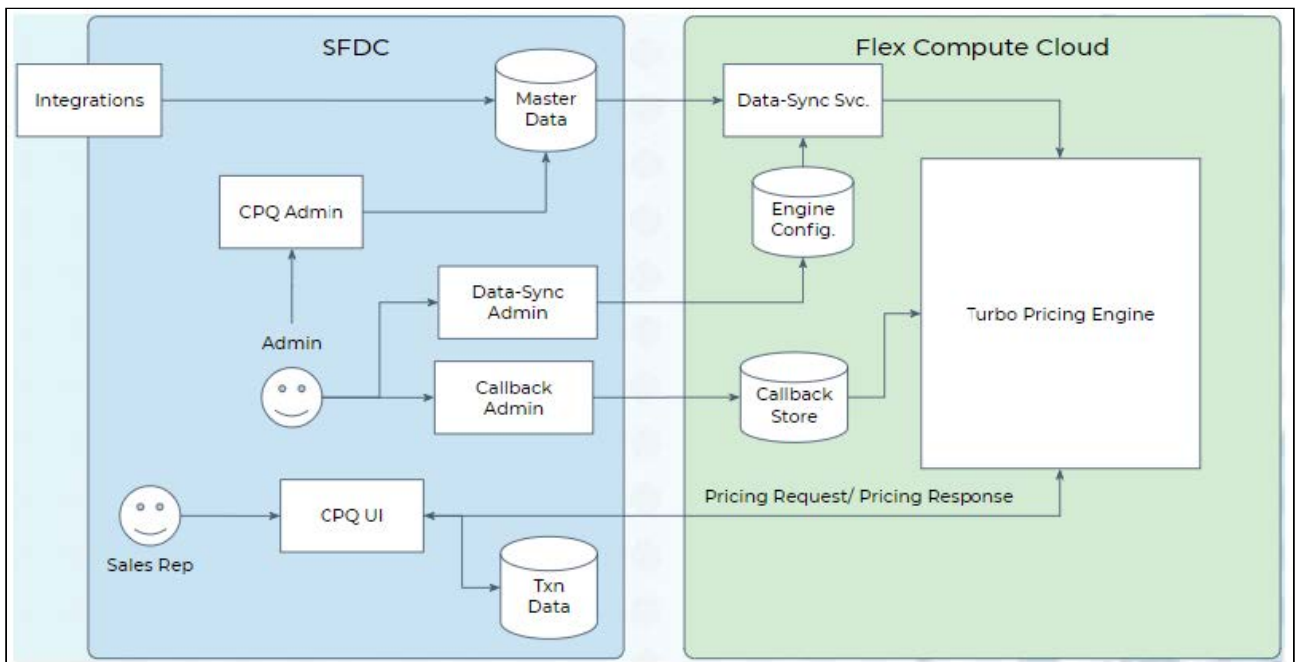 SFDC
Flex Compute Cloud
Integrations
Master
Data
Data-Sync Svc.
CPQ Admin
Engine
Config.
Data-Sync
Admin
Turbo Pricing Engine
Admin
Callback
Admin
Callback
Store
Pricing Request/ Pricing Response
CPQ UI
Sales Rep
Txn
Data